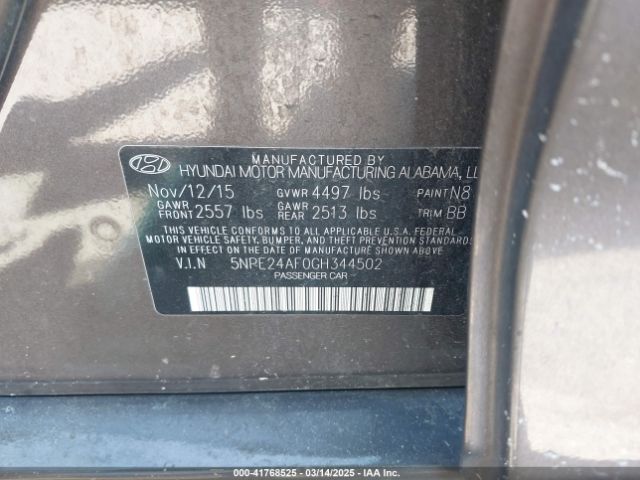 MANUFACTURED BY
HYUNDAI MOTOR MANUFACTURING ALABAMA, LL
Nov/12/15 GVWR 4497 lbs PAINT N8
GAWR FRONT 2557 lbs GAWR REAR 2513 lbs TRIM BB
THIS VEHICLE CONFORMS TO ALL APPLICABLE U.S.A. FEDERAL
MOTOR VEHICLE SAFETY, BUMPER, AND THEFT PREVENTION
STANDARDS IN EFFECT ON THE DATE OF MANUFACTURE SHOWN ABOVE
V.I.N 5NPE24AF0GH344502
PASSENGER CAR
000-41768525 - 03/14/2025 - IAA Inc.